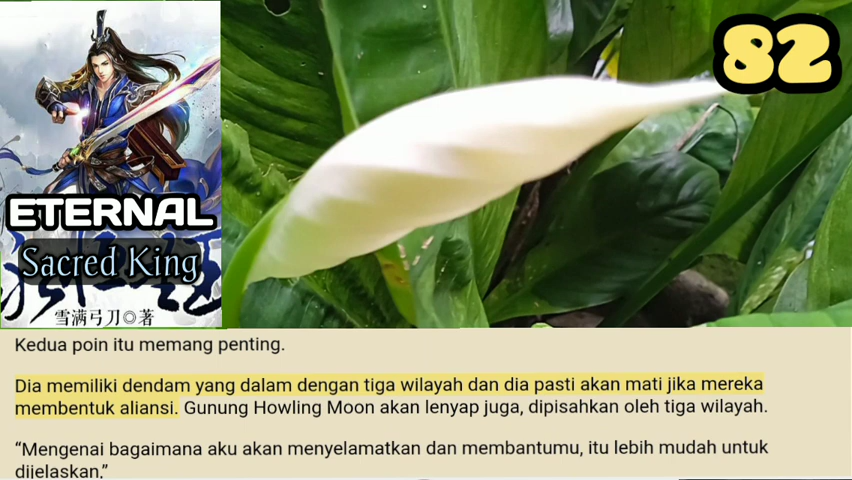 82
ETERNAL
Sacred King
雪满弓刀◎著
Kedua poin itu memang penting.
Dia memiliki dendam yang dalam dengan tiga wilayah dan dia pasti akan mati jika mereka
membentuk aliansi. Gunung Howling Moon akan lenyap juga, dipisahkan oleh tiga wilayah.
“Mengenai bagaimana aku akan menyelamatkan dan membantumu, itu lebih mudah untuk
dijelaskan,”